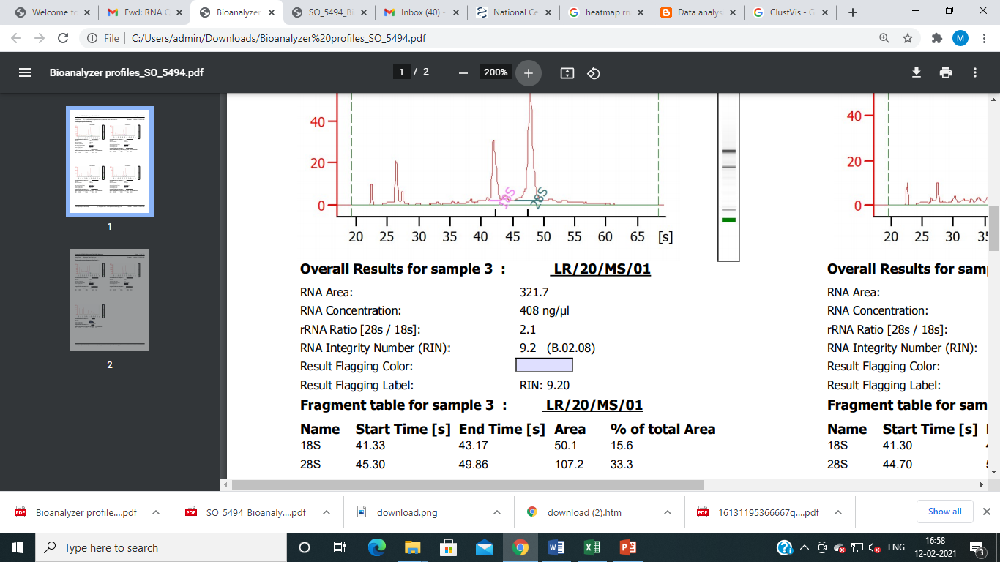 Welcome to
Fwd: RNA C
Bioanalyzer
SO_5494_Bi
Inbox (40) -
National Ce
heatmap rn
Data analys
ClustVis - G
File | C:/Users/admin/Downloads/Bioanalyzer%20profiles_SO_5494.pdf
M
Bioanalyzer profiles_SO_5494.pdf
1 / 2
200%
1
2
40
20
0
18S
28S
20 25 30 35 40 45 50 55 60 65 [s]
Overall Results for sample 3 : LR/20/MS/01
RNA Area: 321.7
RNA Concentration: 408 ng/µl
rRNA Ratio [28s / 18s]: 2.1
RNA Integrity Number (RIN): 9.2 (B.02.08)
Result Flagging Color:
Result Flagging Label: RIN: 9.20
Fragment table for sample 3 : LR/20/MS/01
Name Start Time [s] End Time [s] Area % of total Area
18S 41.33 43.17 50.1 15.6
28S 45.30 49.86 107.2 33.3
40
20
0
20 25 30
Overall Results for sam
RNA Area:
RNA Concentration:
rRNA Ratio [28s / 18s]:
RNA Integrity Number (RIN):
Result Flagging Color:
Result Flagging Label:
Fragment table for sam
Name Start Time [s]
18S 41.30
28S 44.70
Bioanalyzer profile....pdf
SO_5494_Bioanaly....pdf
download.png
download (2).htm
16131195366667q....pdf
Show all
Type here to search
ENG
16:58
12-02-2021
3